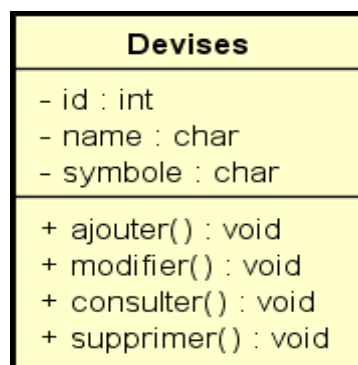 Devises
- id : int
- name : char
- symbole : char
+ ajouter() : void
+ modifier() : void
+ consulter() : void
+ supprimer() : void